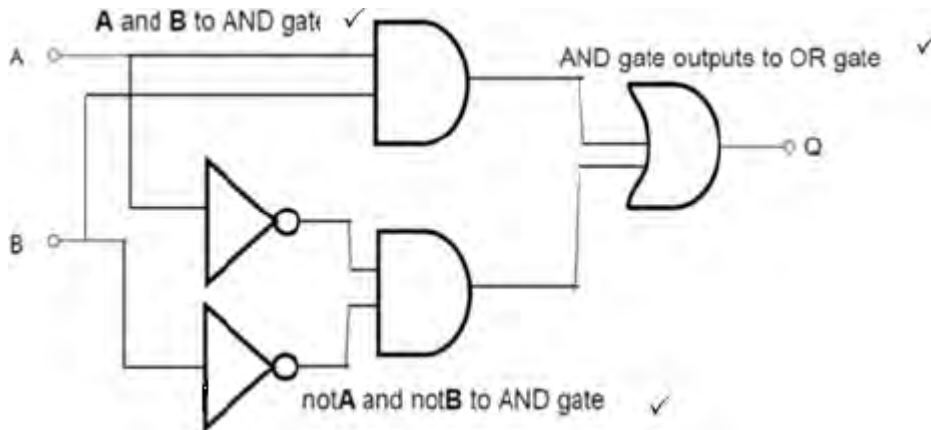 A and B to AND gate ✓
A
AND gate outputs to OR gate ✓
Q
B
notA and notB to AND gate ✓